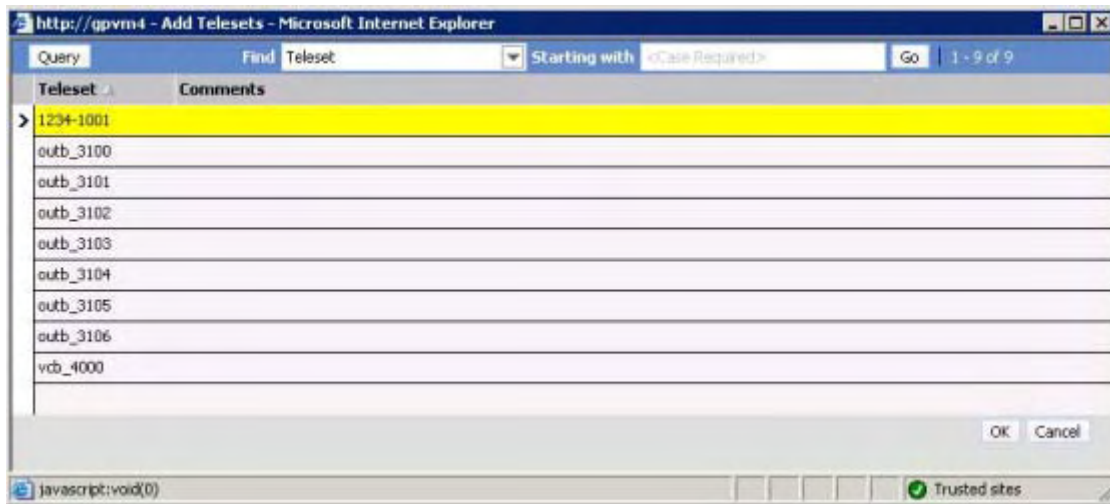 http://gpvm4 - Add Telesets - Microsoft Internet Explorer
Query Find Teleset Starting with <Case Required> Go 1 - 9 of 9
Teleset Comments
1234-1001
outb_3100
outb_3101
outb_3102
outb_3103
outb_3104
outb_3105
outb_3106
vcb_4000
OK Cancel
javascript:void(0) Trusted sites